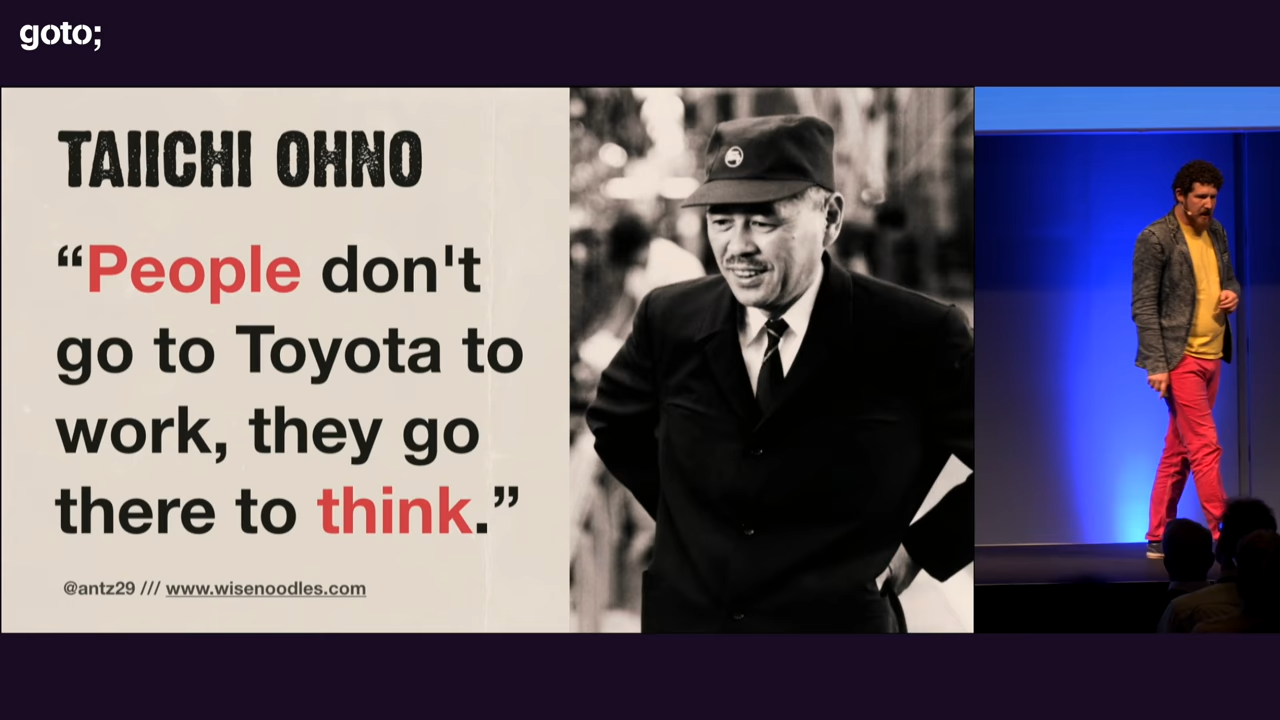 goto;
TAIICHI OHNO
“People don't
go to Toyota to
work, they go
there to think.”
@antz29 /// www.wisenoodles.com